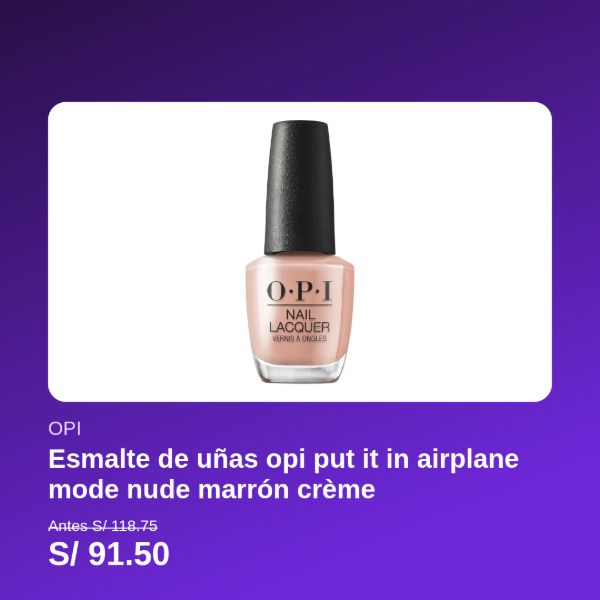 O·P·I
NAIL
LACQUER
VERNIS À ONGLES
OPI
Esmalte de uñas opi put it in airplane
mode nude marrón crème
Antes S/ 118.75
S/ 91.50